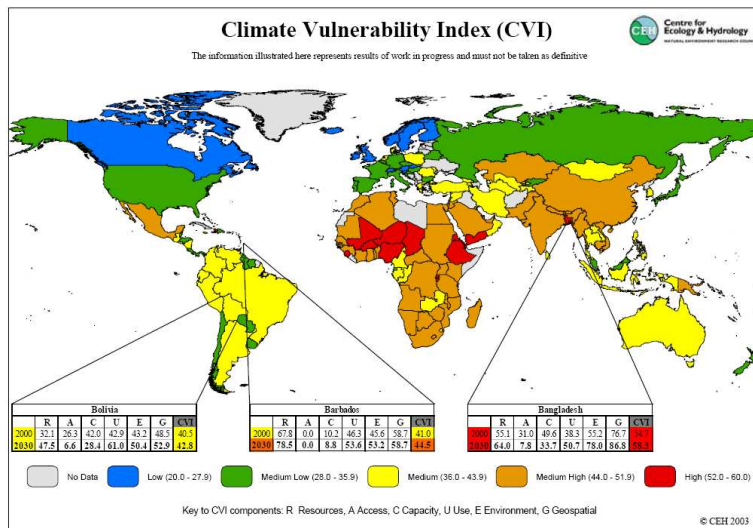 Climate Vulnerability Index (CVI)
CEH
Centre for
Ecology & Hydrology
NATURAL ENVIRONMENT RESEARCH COUNCIL
The information illustrated here represents results of work in progress and must not be taken as definitive
Bolivia
R A C U E G CVI
2000 32.1 26.3 42.0 42.9 43.2 48.5 40.5
2030 47.5 6.6 28.4 61.0 50.4 52.9 42.8
Barbados
R A C U E G CVI
2000 67.8 0.0 10.2 46.3 45.6 58.7 41.0
2030 78.5 0.0 8.8 53.6 53.2 58.7 44.5
Bangladesh
R A C U E G CVI
2000 55.1 31.0 49.6 38.3 55.2 76.7
2030 64.0 7.8 33.7 50.7 78.0 86.8 58.5
No Data
Low (20.0 - 27.9)
Medium Low (28.0 - 35.9)
Medium (36.0 - 43.9)
Medium High (44.0 - 51.9)
High (52.0 - 60.0)
Key to CVI components: R Resources, A Access, C Capacity, U Use, E Environment, G Geospatial
© CEH 2003